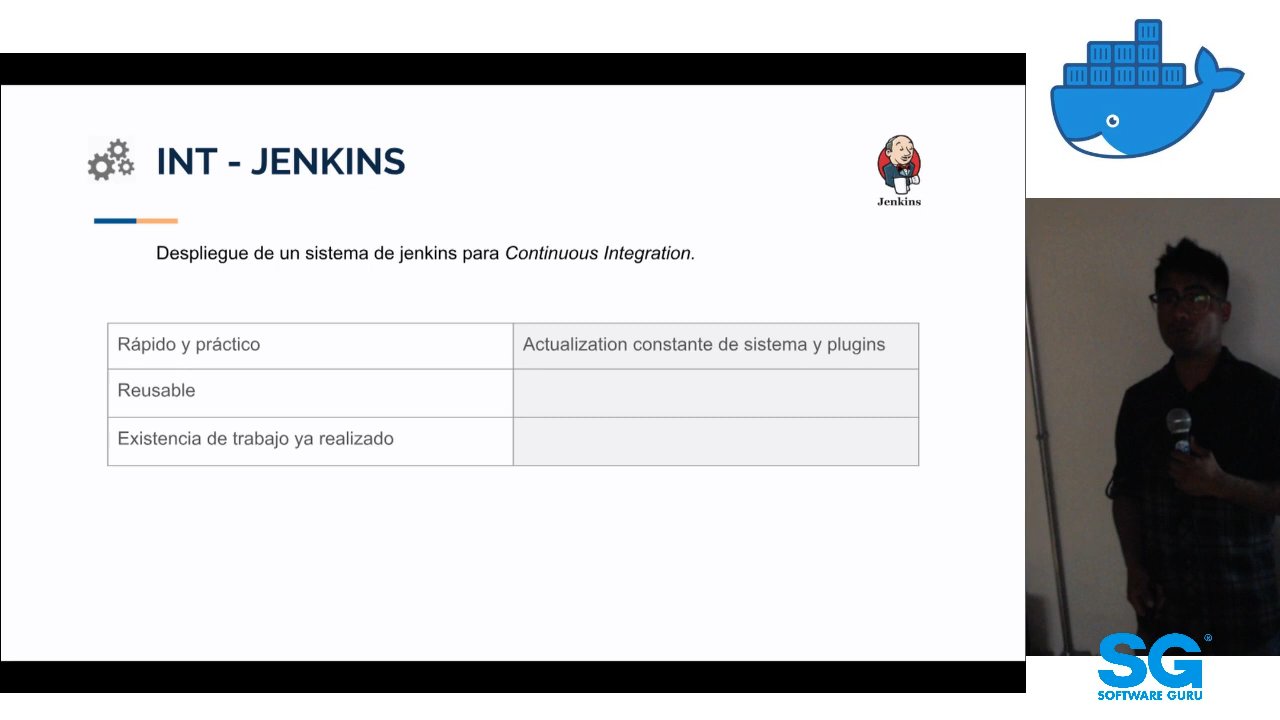 INT - JENKINS
Jenkins
Despliegue de un sistema de jenkins para Continuous Integration.
Rápido y práctico
Actualization constante de sistema y plugins
Reusable
Existencia de trabajo ya realizado
SG®
SOFTWARE GURU